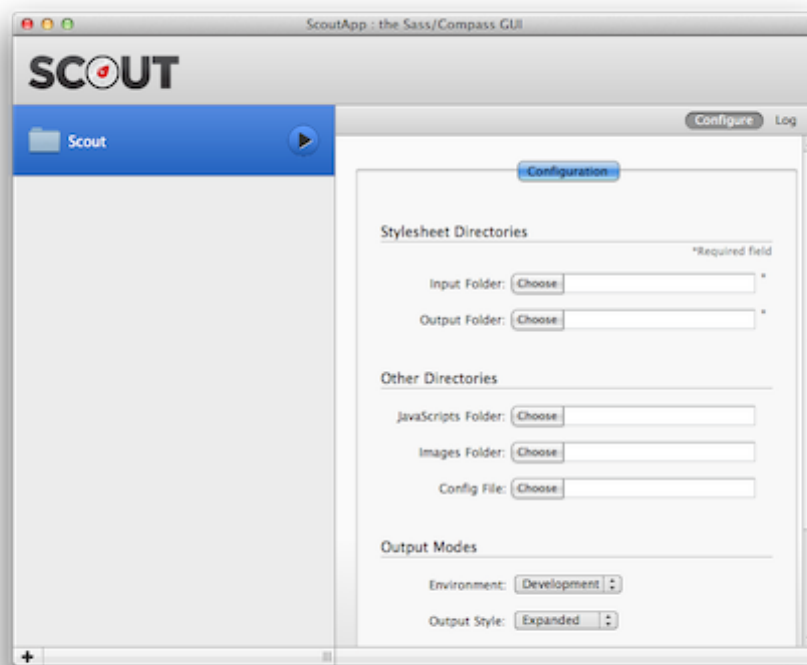 ScoutApp : the Sass/Compass GUI
SCOUT
Scout
Configure Log
Configuration
Stylesheet Directories
*Required field
Input Folder: Choose *
Output Folder: Choose *
Other Directories
JavaScripts Folder: Choose
Images Folder: Choose
Config File: Choose
Output Modes
Environment: Development
Output Style: Expanded